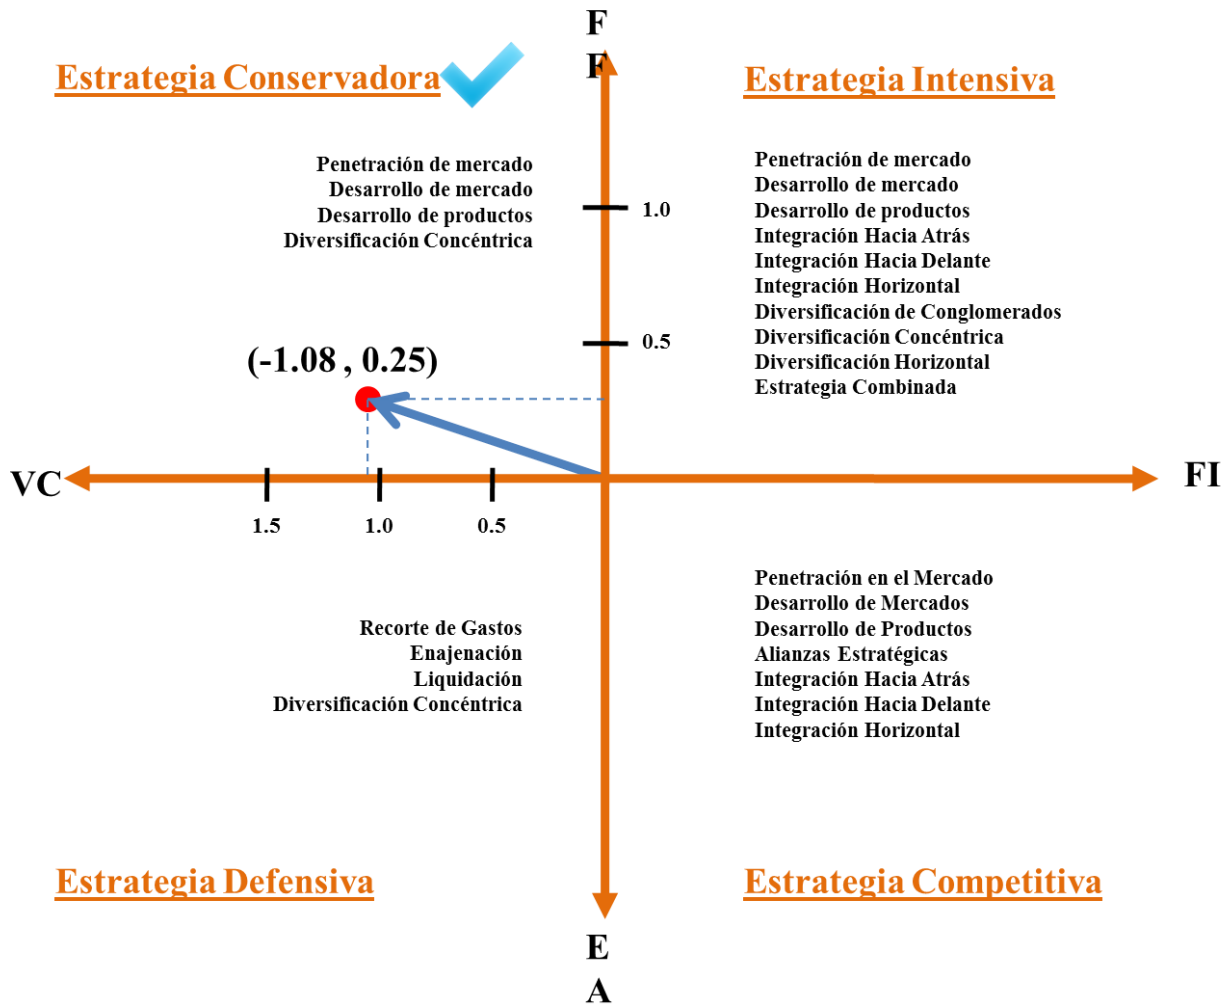 F
F
Estrategia Conservadora
Estrategia Intensiva
Penetración de mercado
Desarrollo de mercado
Desarrollo de productos
Diversificación Concéntrica
Penetración de mercado
Desarrollo de mercado
Desarrollo de productos
Integración Hacia Atrás
Integración Hacia Delante
Integración Horizontal
Diversificación de Conglomerados
Diversificación Concéntrica
Diversificación Horizontal
Estrategia Combinada
1.0
0.5
(-1.08 , 0.25)
VC
FI
1.5
1.0
0.5
Recorte de Gastos
Enajenación
Liquidación
Diversificación Concéntrica
Penetración en el Mercado
Desarrollo de Mercados
Desarrollo de Productos
Alianzas Estratégicas
Integración Hacia Atrás
Integración Hacia Delante
Integración Horizontal
Estrategia Defensiva
Estrategia Competitiva
E
A